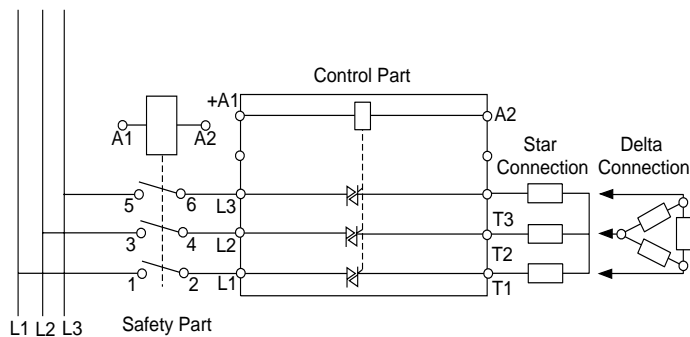 Control Part
+A1
A2
A1
A2
Star
Connection
Delta
Connection
5
6
L3
T3
3
4
L2
T2
1
2
L1
T1
L1 L2 L3
Safety Part